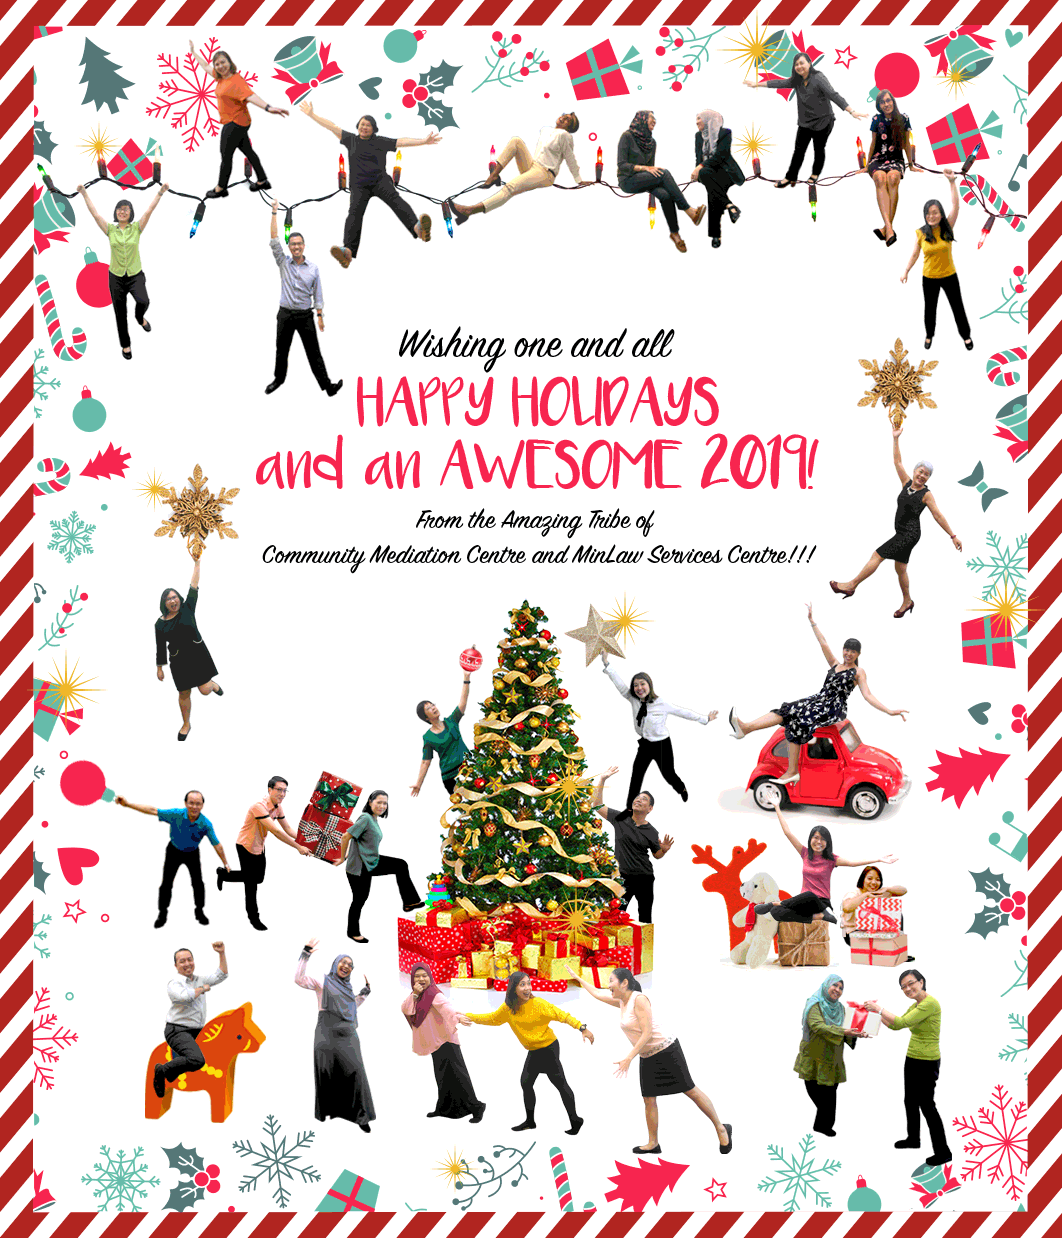 Wishing one and all
HAPPY HOLIDAYS
and an AWESOME 2019!
From the Amazing Tribe of
Community Mediation Centre and MinLaw Services Centre!!!